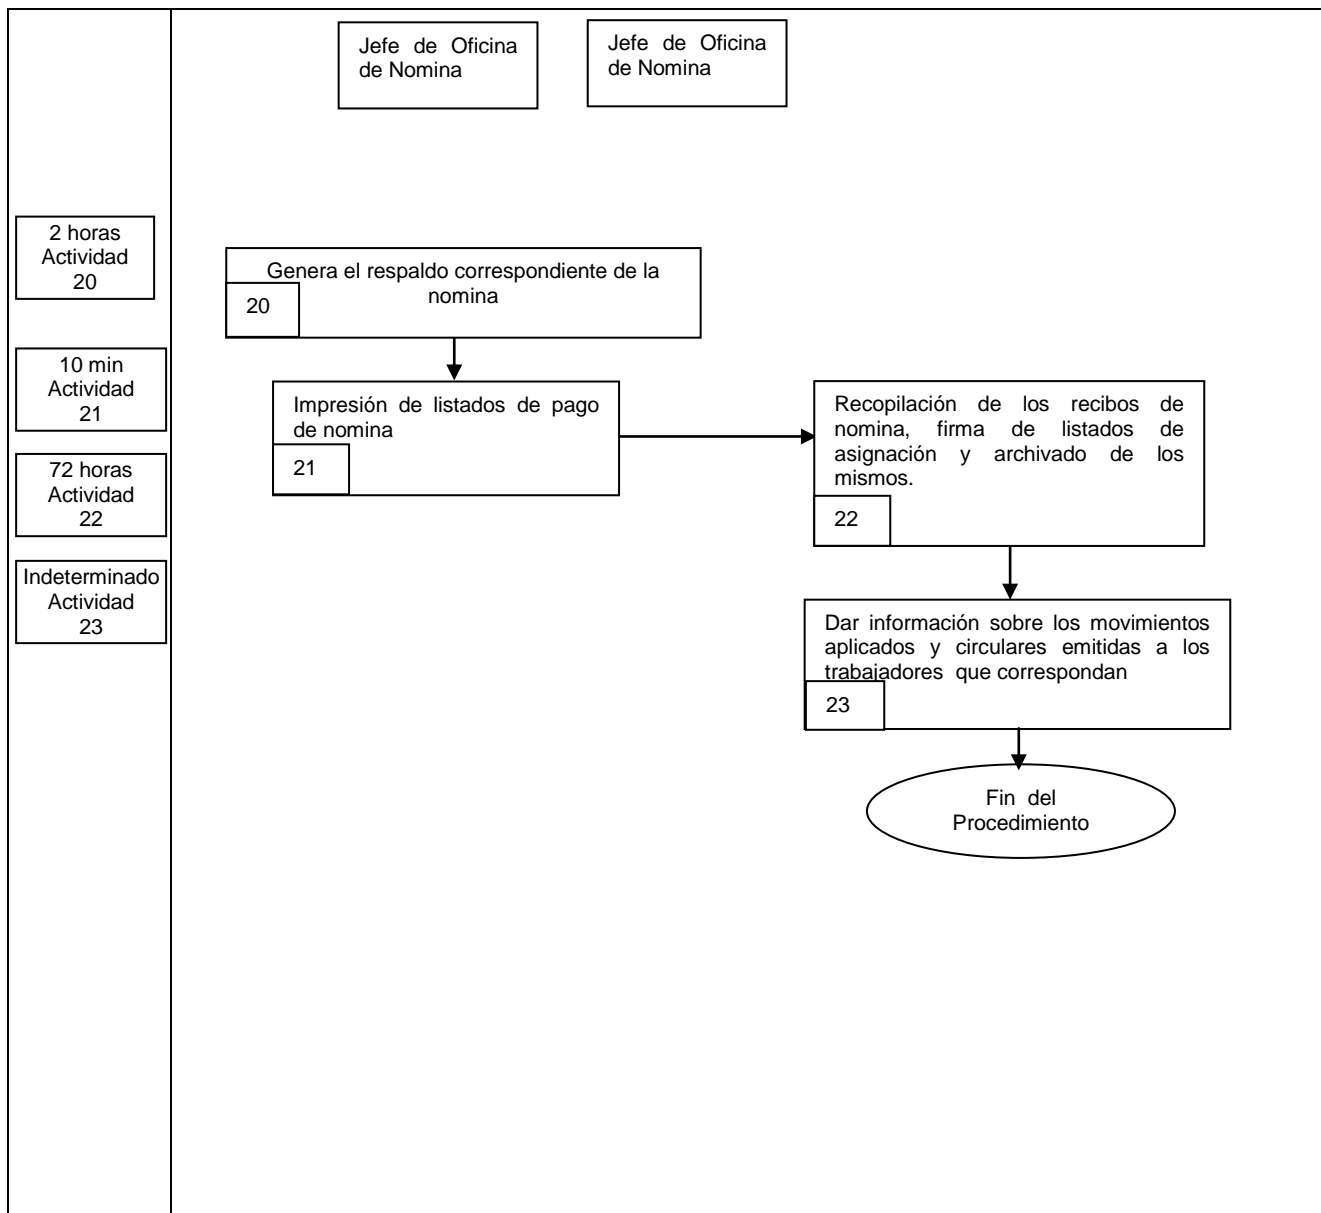 Jefe de Oficina
de Nomina
Jefe de Oficina
de Nomina
2 horas
Actividad
20
Genera el respaldo correspondiente de la
nomina
20
10 min
Actividad
21
Impresión de listados de pago
de nomina
21
Recopilación de los recibos de
nomina, firma de listados de
asignación y archivado de los
mismos.
22
72 horas
Actividad
22
Indeterminado
Actividad
23
Dar información sobre los movimientos
aplicados y circulares emitidas a los
trabajadores que correspondan
23
Fin del
Procedimiento